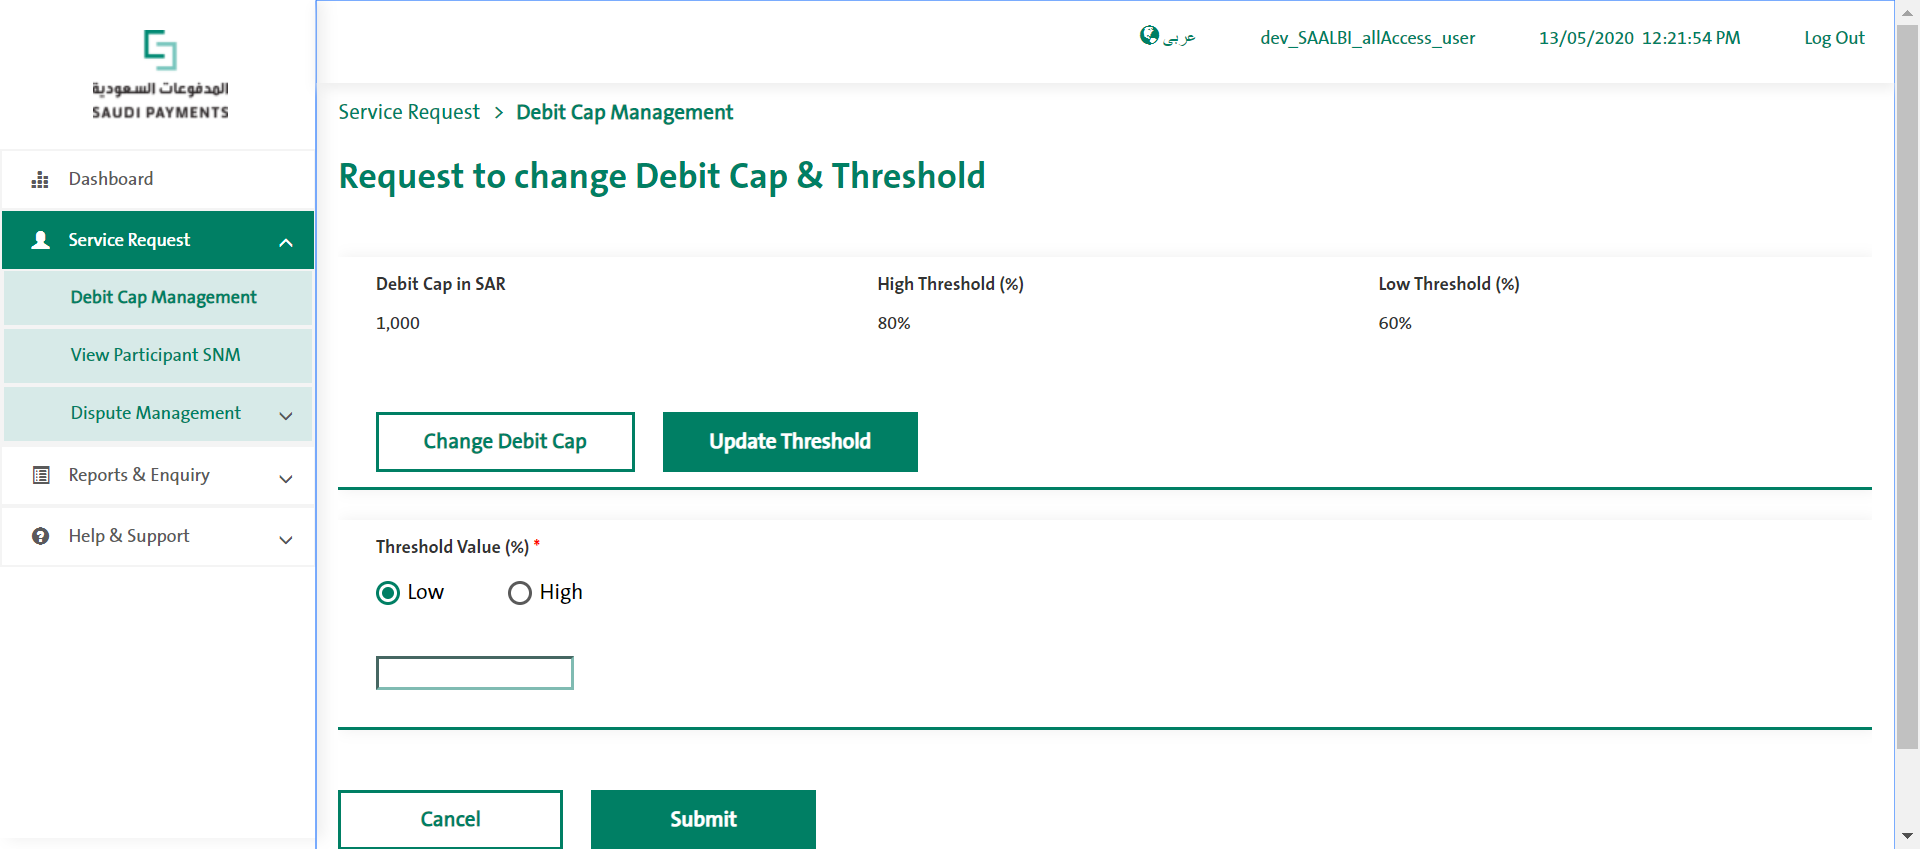 المدفوعات السعودية
SAUDI PAYMENTS
Dashboard
Service Request
Debit Cap Management
View Participant SNM
Dispute Management
Reports & Enquiry
Help & Support
عربى
dev_SAALBI_allAccess_user
13/05/2020 12:21:54 PM
Log Out
Service Request > Debit Cap Management
Request to change Debit Cap & Threshold
Debit Cap in SAR
High Threshold (%)
Low Threshold (%)
1,000
80%
60%
Change Debit Cap
Update Threshold
Threshold Value (%) *
Low
High
Cancel
Submit